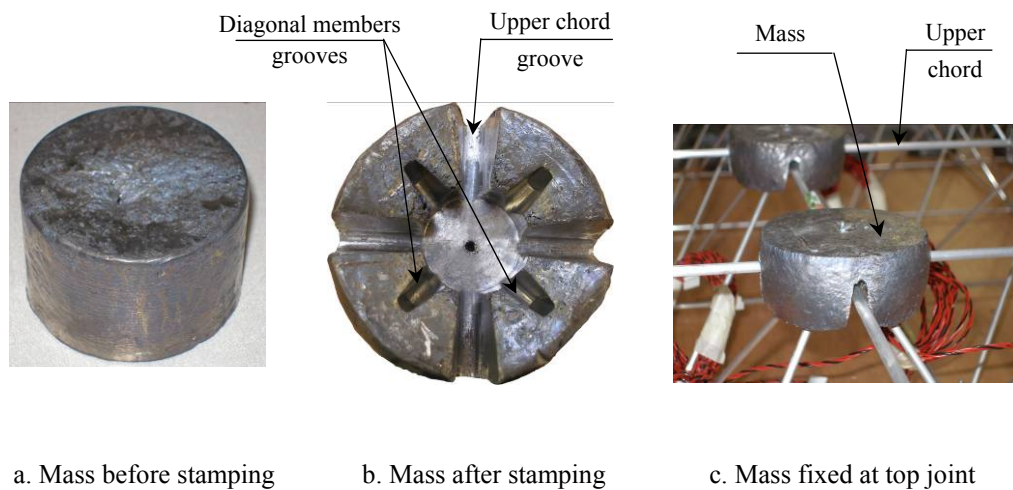 Diagonal members
grooves
Upper chord
groove
Mass
Upper
chord
a. Mass before stamping
b. Mass after stamping
c. Mass fixed at top joint